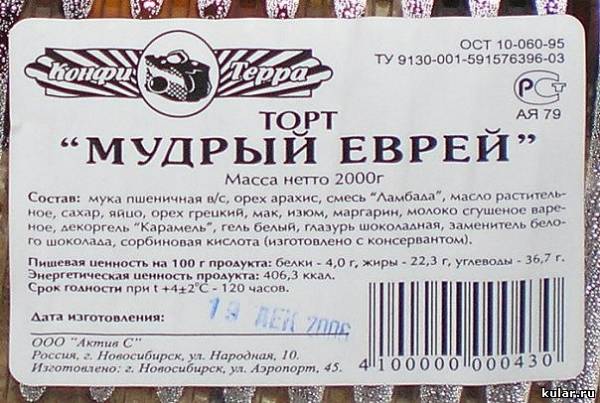 Конфи Терра
ОСТ 10-060-95
ТУ 9130-001-591576396-03
РСТ
АЯ 79
ТОРТ
“МУДРЫЙ ЕВРЕЙ”
Масса нетто 2000г
Состав: мука пшеничная в/с, орех арахис, смесь “Ламбада”, масло раститель-
ное, сахар, яйцо, орех грецкий, мак, изюм, маргарин, молоко сгушеное варе-
ное, декоргель “Карамель”, гель белый, глазурь шоколадная, заменитель бело-
го шоколада, сорбиновая кислота (изготовлено с консервантом).
Пищевая ценность на 100 г продукта: белки - 4,0 г, жиры - 22,3 г, углеводы - 36,7 г.
Энергетическая ценность продукта: 406,3 ккал.
Срок годности при t +4±2°С - 120 часов.
Дата изготовления:
19 ДЕК 2006
ООО "Актив С"
Россия, г. Новосибирск, ул. Народная, 10.
Изготовлено: г. Новосибирск, ул. Аэропорт, 45.
4 100000 000430
kular.ru